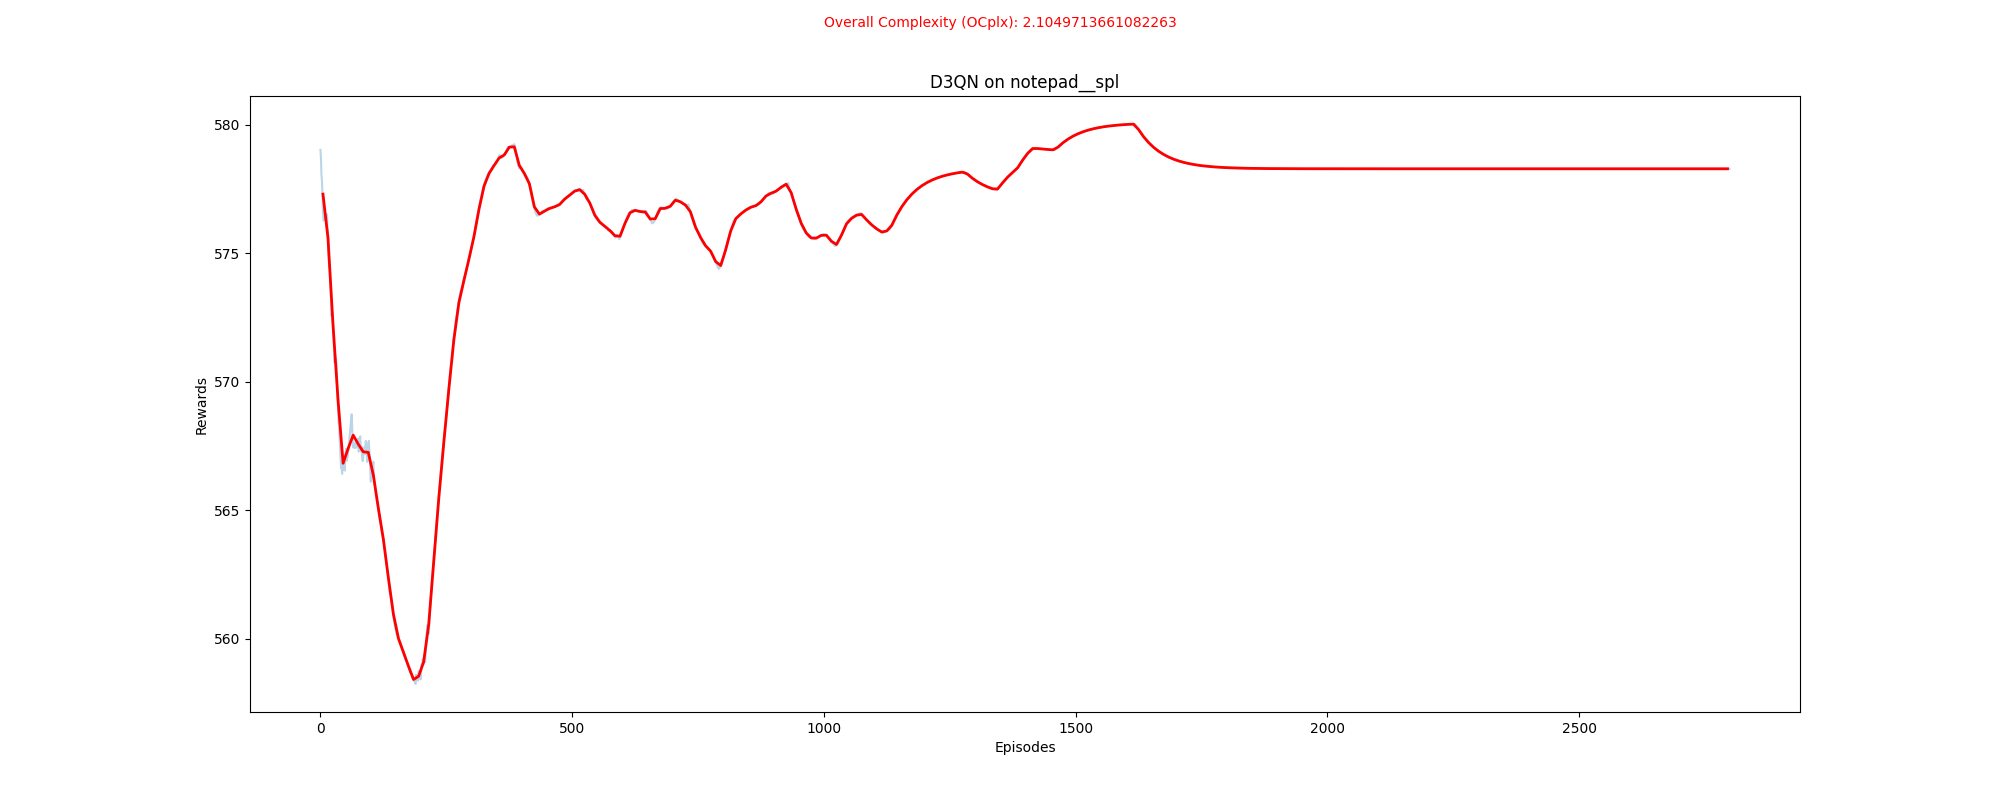 Overall Complexity (OCplx): 2.1049713661082263
D3QN on notepad__spl
580
575
570
565
560
Rewards
0 500 1000 1500 2000 2500
Episodes